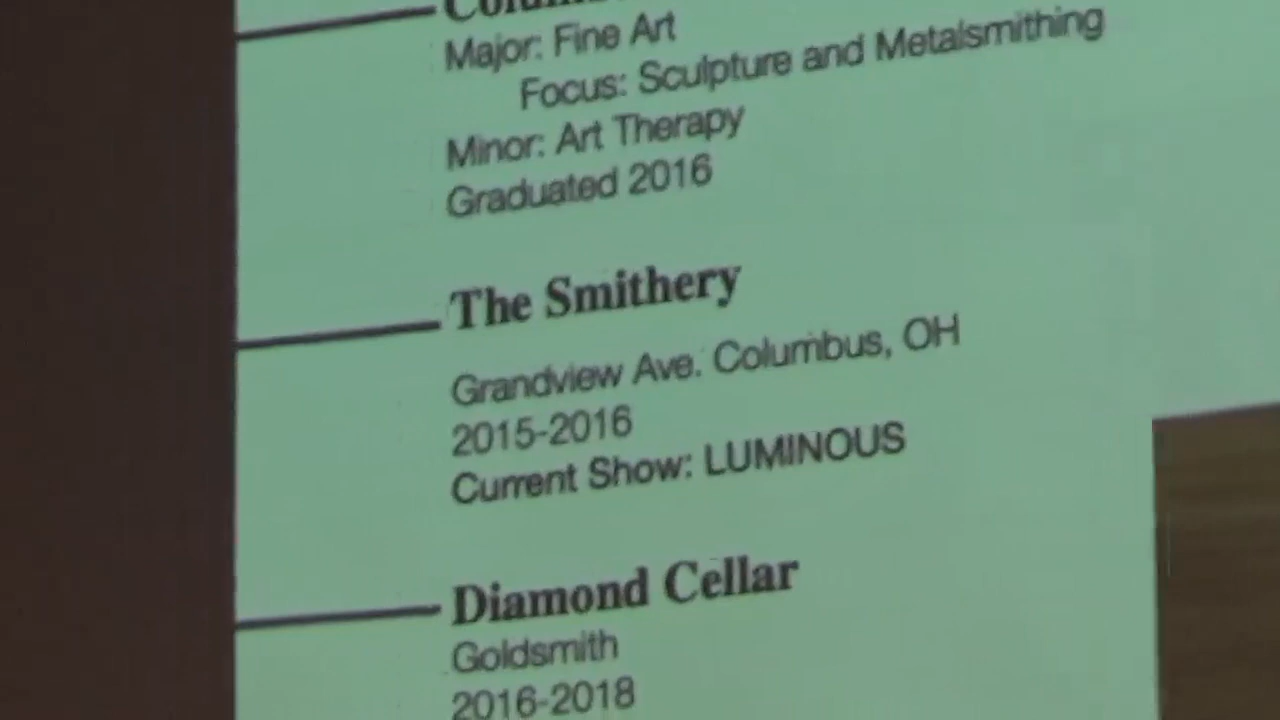 Major: Fine Art
Focus: Sculpture and Metalsmithing
Minor: Art Therapy
Graduated 2016
The Smithery
Grandview Ave. Columbus, OH
2015-2016
Current Show: LUMINOUS
Diamond Cellar
Goldsmith
2016-2018